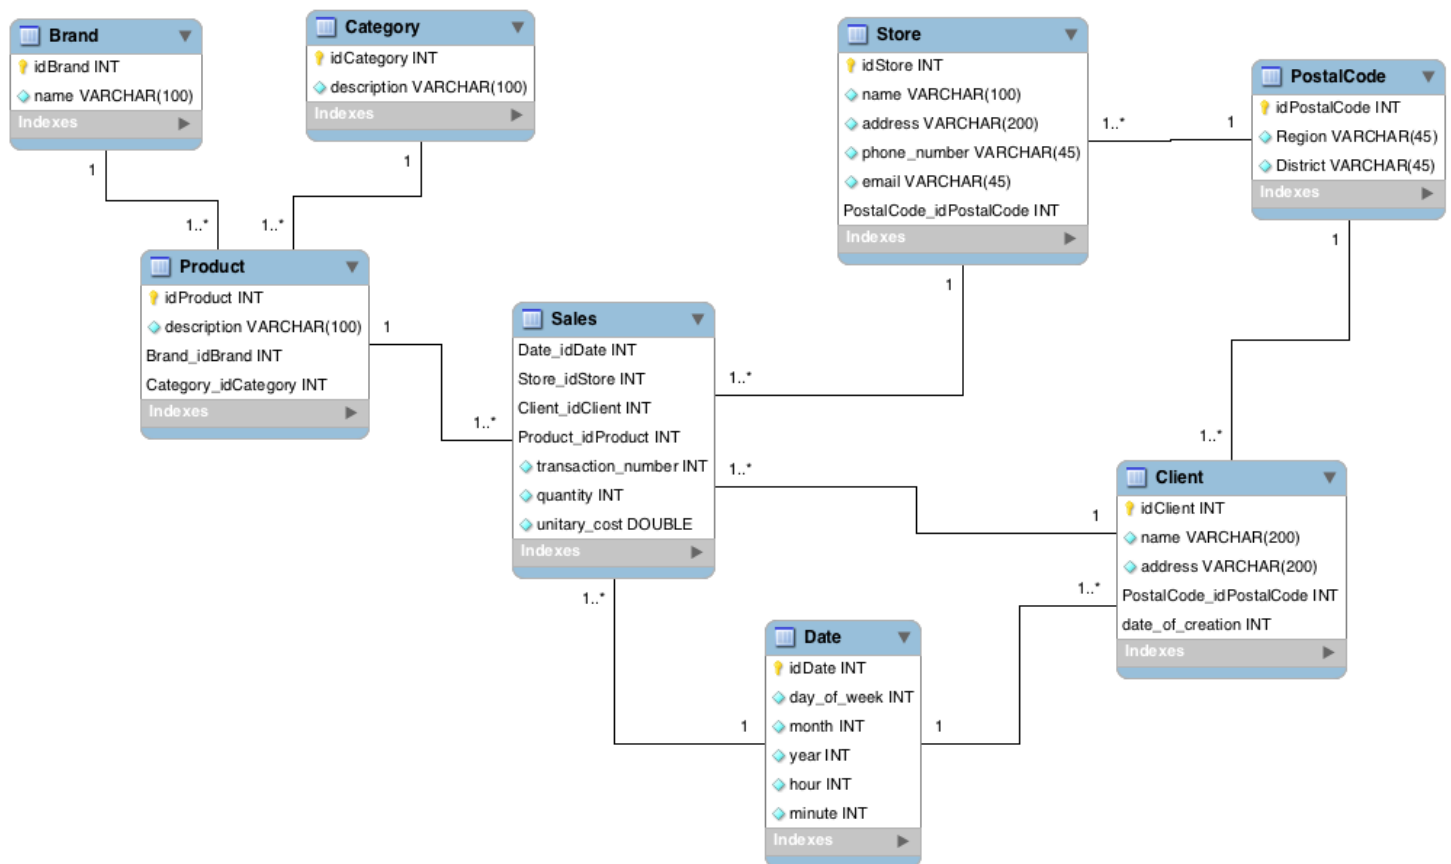 Brand
idBrand INT
name VARCHAR(100)
Indexes
Category
idCategory INT
description VARCHAR(100)
Indexes
Store
idStore INT
name VARCHAR(100)
address VARCHAR(200)
phone_number VARCHAR(45)
email VARCHAR(45)
PostalCode_idPostalCode INT
Indexes
PostalCode
idPostalCode INT
Region VARCHAR(45)
District VARCHAR(45)
Indexes
1..*
1
1
1
1..*
1..*
1
1
Product
idProduct INT
description VARCHAR(100)
Brand_idBrand INT
Category_idCategory INT
Indexes
1
1..*
Sales
Date_idDate INT
Store_idStore INT
Client_idClient INT
Product_idProduct INT
transaction_number INT
quantity INT
unitary_cost DOUBLE
Indexes
1..*
1..*
1..*
1
1..*
1..*
Client
idClient INT
name VARCHAR(200)
address VARCHAR(200)
PostalCode_idPostalCode INT
date_of_creation INT
Indexes
Date
idDate INT
day_of_week INT
month INT
year INT
hour INT
minute INT
Indexes
1
1